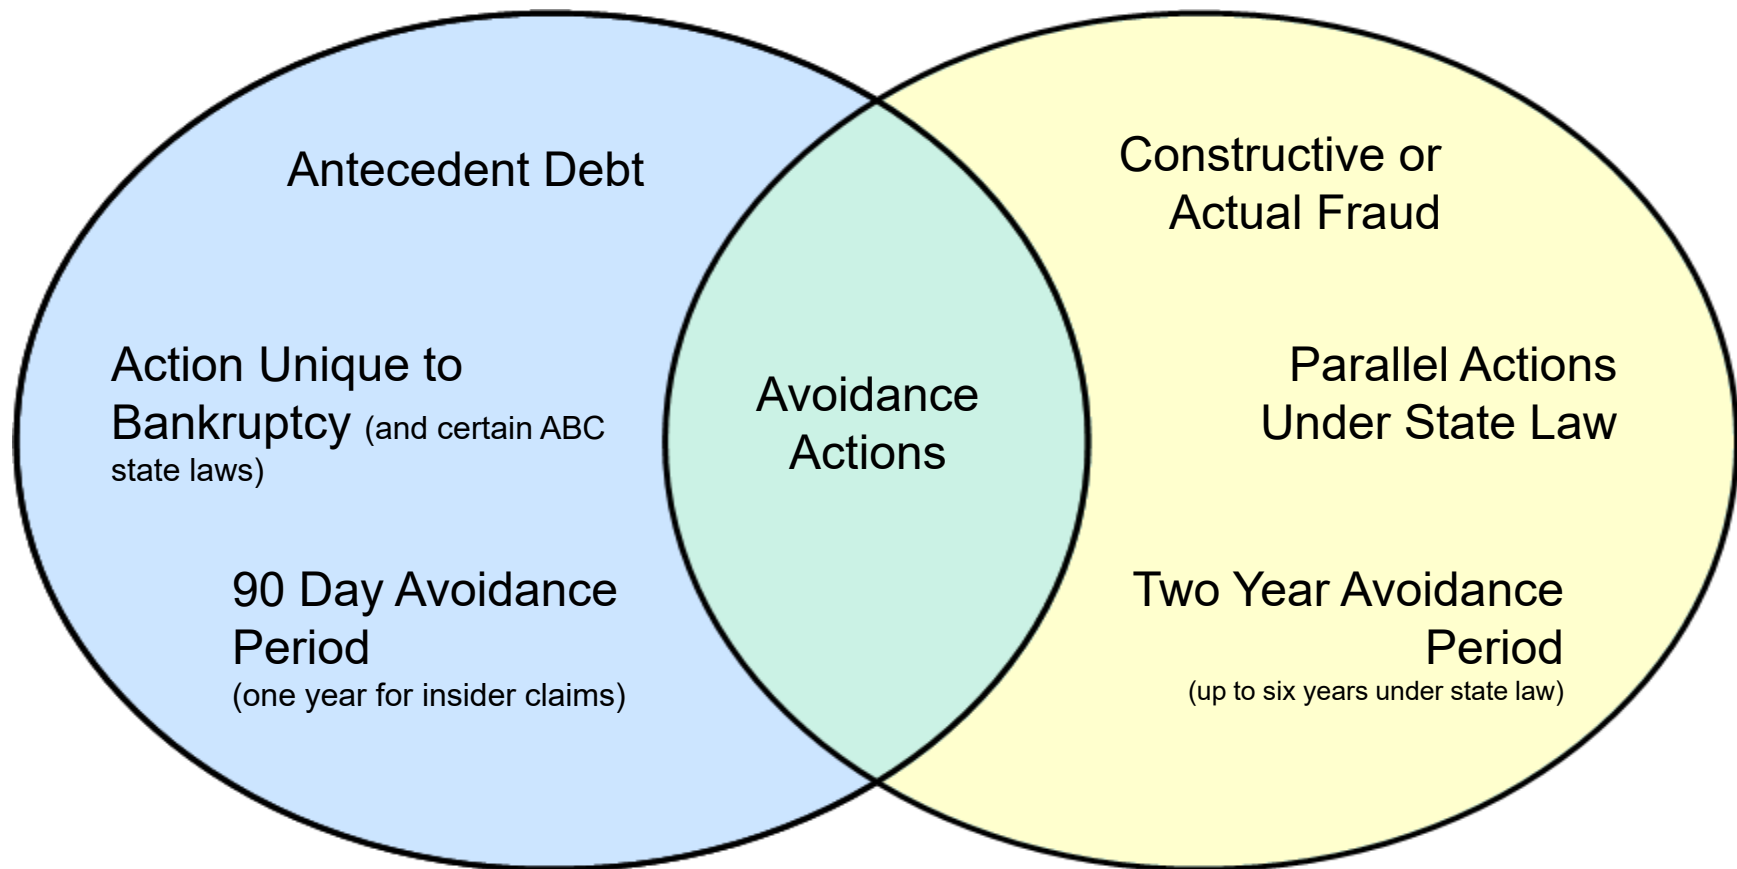 Antecedent Debt
Action Unique to
Bankruptcy (and certain ABC
state laws)
90 Day Avoidance
Period
(one year for insider claims)
Avoidance
Actions
Constructive or
Actual Fraud
Parallel Actions
Under State Law
Two Year Avoidance
Period
(up to six years under state law)